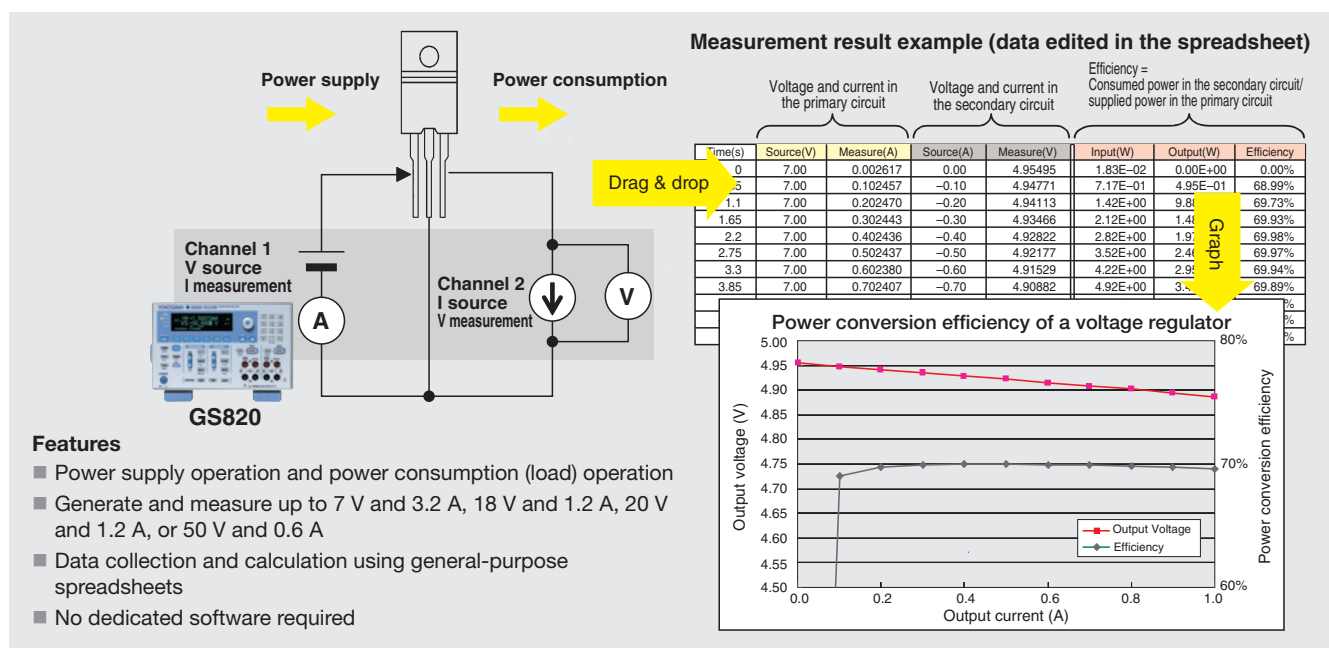 Power supply
Power consumption
Channel 1
V source
I measurement
A
Channel 2
I source
V measurement
V
YOKOGAWA
GS820
Features
Power supply operation and power consumption (load) operation
Generate and measure up to 7 V and 3.2 A, 18 V and 1.2 A, 20 V
and 1.2 A, or 50 V and 0.6 A
Data collection and calculation using general-purpose
spreadsheets
No dedicated software required
Drag & drop
Measurement result example (data edited in the spreadsheet)
Voltage and current in
the primary circuit
Voltage and current in
the secondary circuit
Efficiency =
Consumed power in the secondary circuit/
supplied power in the primary circuit
Time(s) Source(V) Measure(A) Source(A) Measure(V) Input(W) Output(W) Efficiency
0 7.00 0.002617 0.00 4.95495 1.83E–02 0.00E+00 0.00%
7.00 0.102457 –0.10 4.94771 7.17E–01 4.95E–01 68.99%
1.1 7.00 0.202470 –0.20 4.94113 1.42E+00 69.73%
1.65 7.00 0.302443 –0.30 4.93466 2.12E+00 69.93%
2.2 7.00 0.402436 –0.40 4.92822 2.82E+00 69.98%
2.75 7.00 0.502437 –0.50 4.92177 3.52E+00 69.97%
3.3 7.00 0.602380 –0.60 4.91529 4.22E+00 69.94%
3.85 7.00 0.702407 –0.70 4.90882 4.92E+00 69.89%
Graph
Power conversion efficiency of a voltage regulator
5.00
4.95
4.90
4.85
4.80
4.75
4.70
4.65
4.60
4.55
4.50
Output voltage (V)
80%
70%
60%
Power conversion efficiency
Output Voltage
Efficiency
0.0 0.2 0.4 0.6 0.8 1.0
Output current (A)